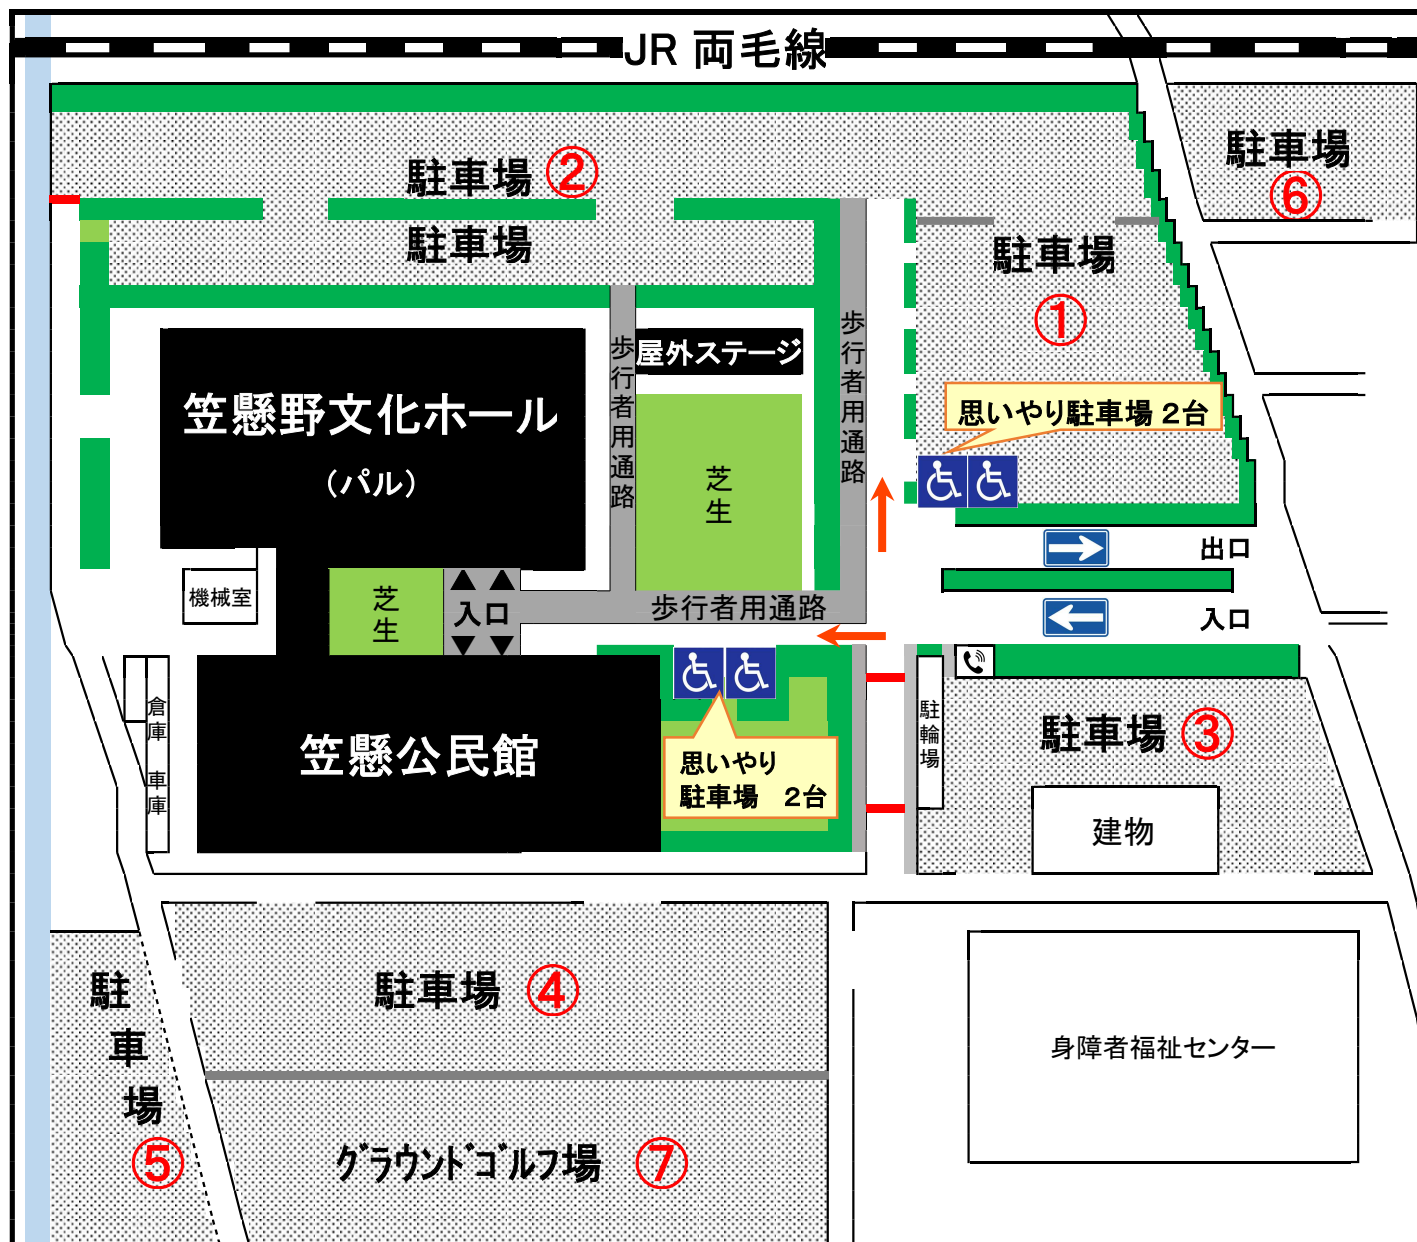 JR 両毛線
駐車場 ②
駐車場 ⑥
駐車場
駐車場
①
歩行者用通路
屋外ステージ
歩行者用通路
笠懸野文化ホール
(パル)
思いやり駐車場 2台
芝生
出口
機械室
芝生
入口
歩行者用通路
入口
倉庫
車庫
笠懸公民館
思いやり
駐車場 2台
駐輪場
駐車場 ③
建物
駐車場 ④
駐車場
⑤
身障者福祉センター
グラウンドゴルフ場 ⑦